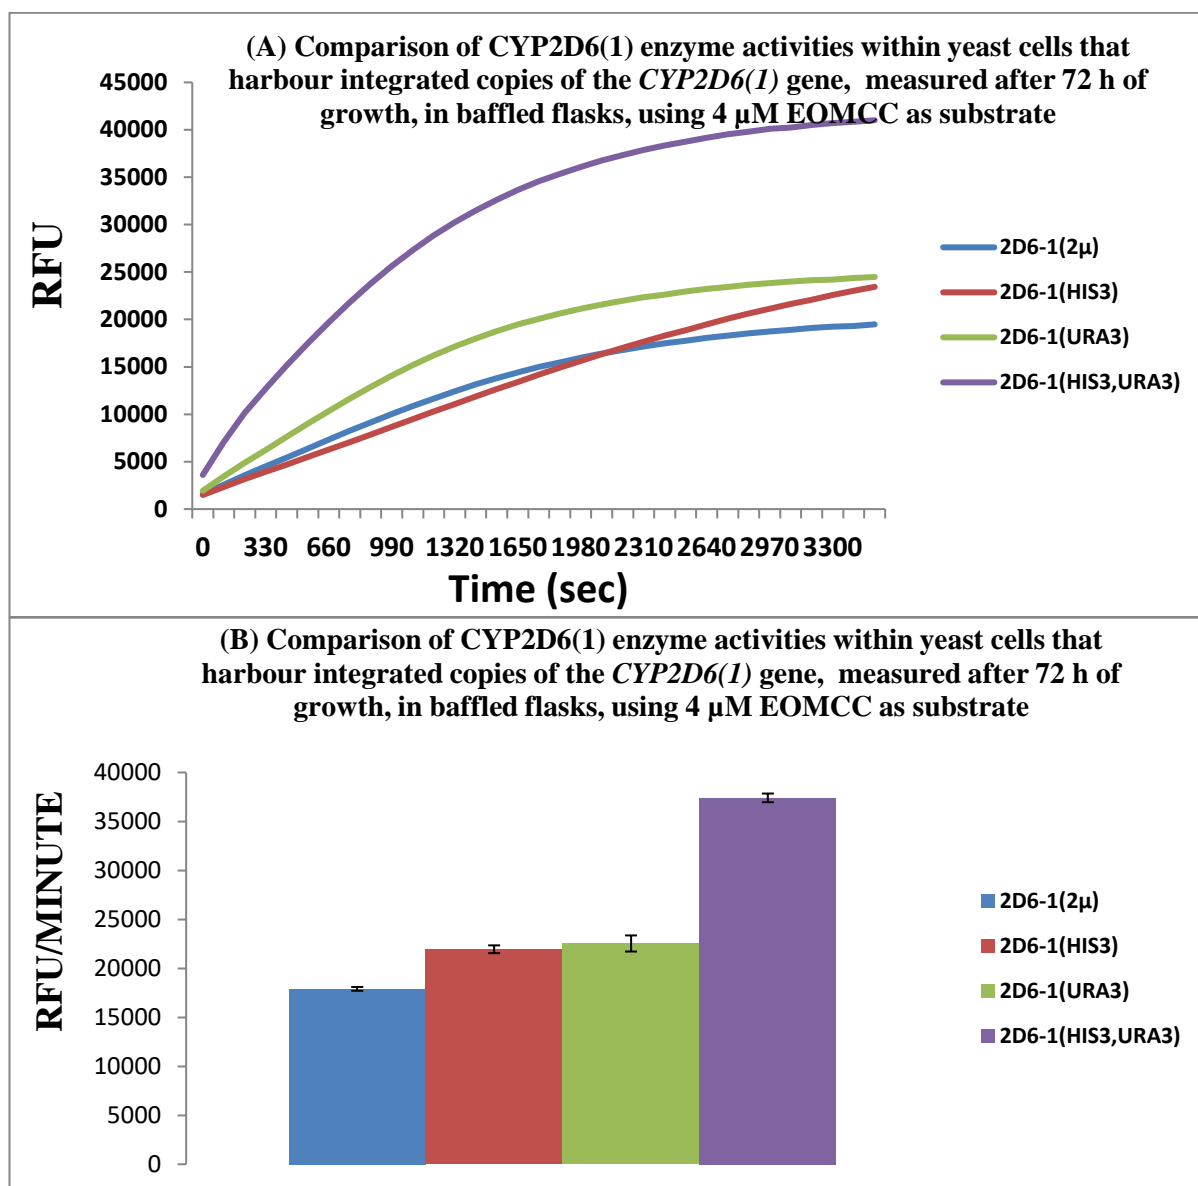 (A) Comparison of CYP2D6(1) enzyme activities within yeast cells that
harbour integrated copies of the CYP2D6(1) gene, measured after 72 h of
growth, in baffled flasks, using 4 µM EOMCC as substrate
45000
40000
35000
30000
25000
20000
15000
10000
5000
0
RFU
0 330 660 990 1320 1650 1980 2310 2640 2970 3300
Time (sec)
2D6-1(2µ)
2D6-1(HIS3)
2D6-1(URA3)
2D6-1(HIS3,URA3)
(B) Comparison of CYP2D6(1) enzyme activities within yeast cells that
harbour integrated copies of the CYP2D6(1) gene, measured after 72 h of
growth, in baffled flasks, using 4 µM EOMCC as substrate
40000
35000
30000
25000
20000
15000
10000
5000
0
RFU/MINUTE
2D6-1(2µ)
2D6-1(HIS3)
2D6-1(URA3)
2D6-1(HIS3,URA3)